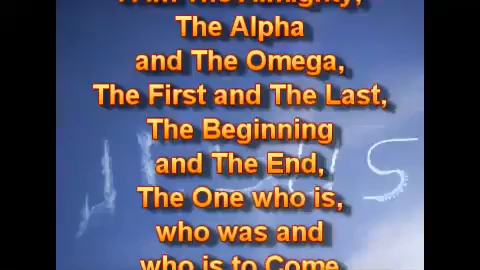 I Am The Almighty,
The Alpha
and The Omega,
The First and The Last,
The Beginning
and The End,
The One who is,
who was and
who is to Come